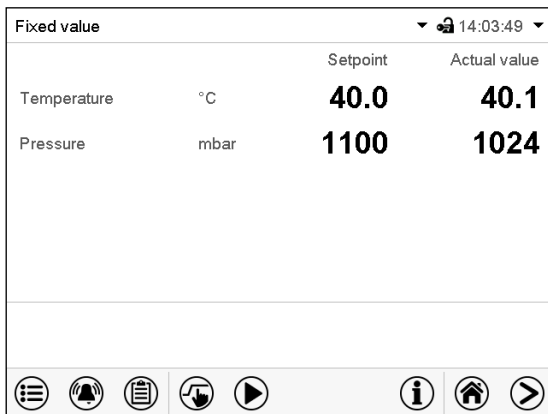 Fixed value 14:03:49
Setpoint Actual value
Temperature °C 40.0 40.1
Pressure mbar 1100 1024